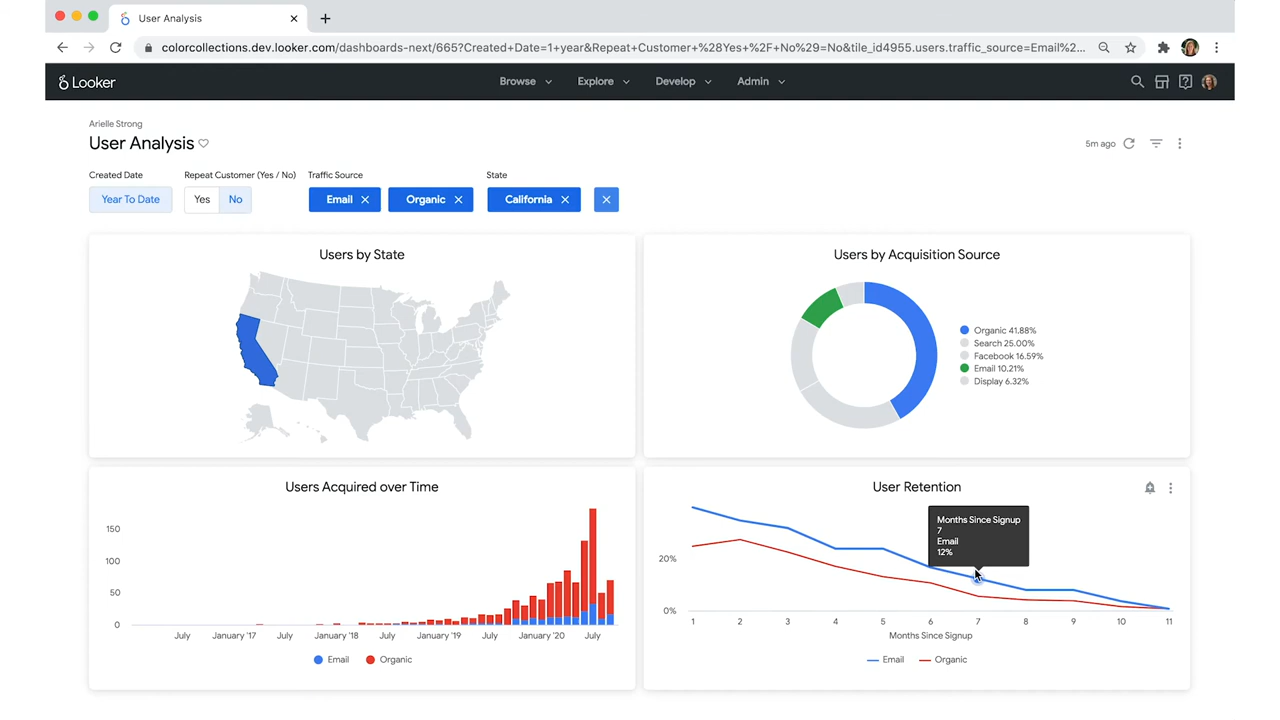 User Analysis
colorcollections.dev.looker.com/dashboards-next/665?Created+Date=1+year&Repeat+Customer+%28Yes+%2F+No%29=No&tile_id4955.users.traffic_source=Email%2...
Looker
Browse
Explore
Develop
Admin
Arielle Strong
User Analysis
5m ago
Created Date
Repeat Customer (Yes / No)
Traffic Source
State
Year To Date
Yes
No
Email
Organic
California
Users by State
Users by Acquisition Source
Organic 41.88%
Search 25.00%
Facebook 16.59%
Email 10.21%
Display 6.32%
Users Acquired over Time
150
100
50
0
July
January '17
July
January '18
July
January '19
July
January '20
July
Email
Organic
User Retention
Months Since Signup
7
Email
12%
20%
0%
1
2
3
4
5
6
7
8
9
10
11
Months Since Signup
Email
Organic